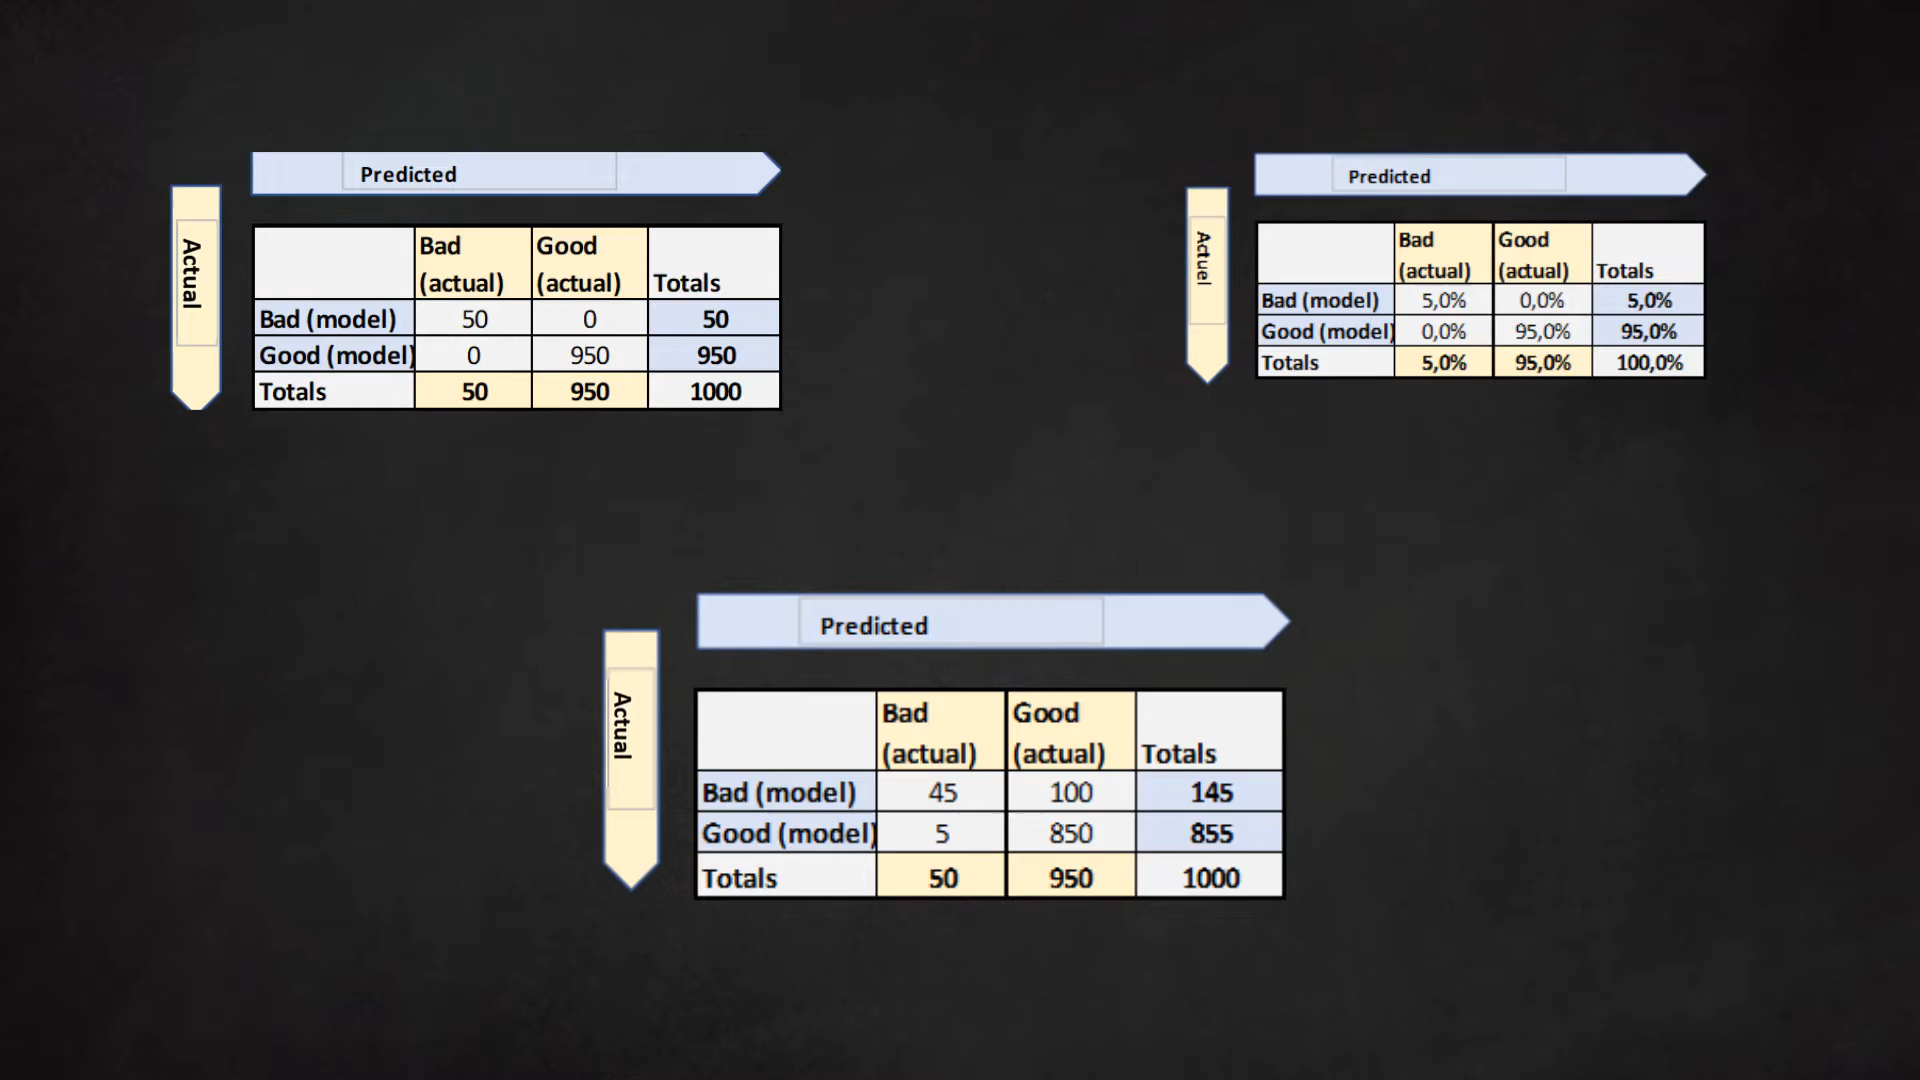 Predicted
Actual
Bad (actual) Good (actual) Totals
Bad (model) 50 0 50
Good (model) 0 950 950
Totals 50 950 1000
Predicted
Actuel
Bad (actual) Good (actual) Totals
Bad (model) 5,0% 0,0% 5,0%
Good (model) 0,0% 95,0% 95,0%
Totals 5,0% 95,0% 100,0%
Predicted
Actual
Bad (actual) Good (actual) Totals
Bad (model) 45 100 145
Good (model) 5 850 855
Totals 50 950 1000